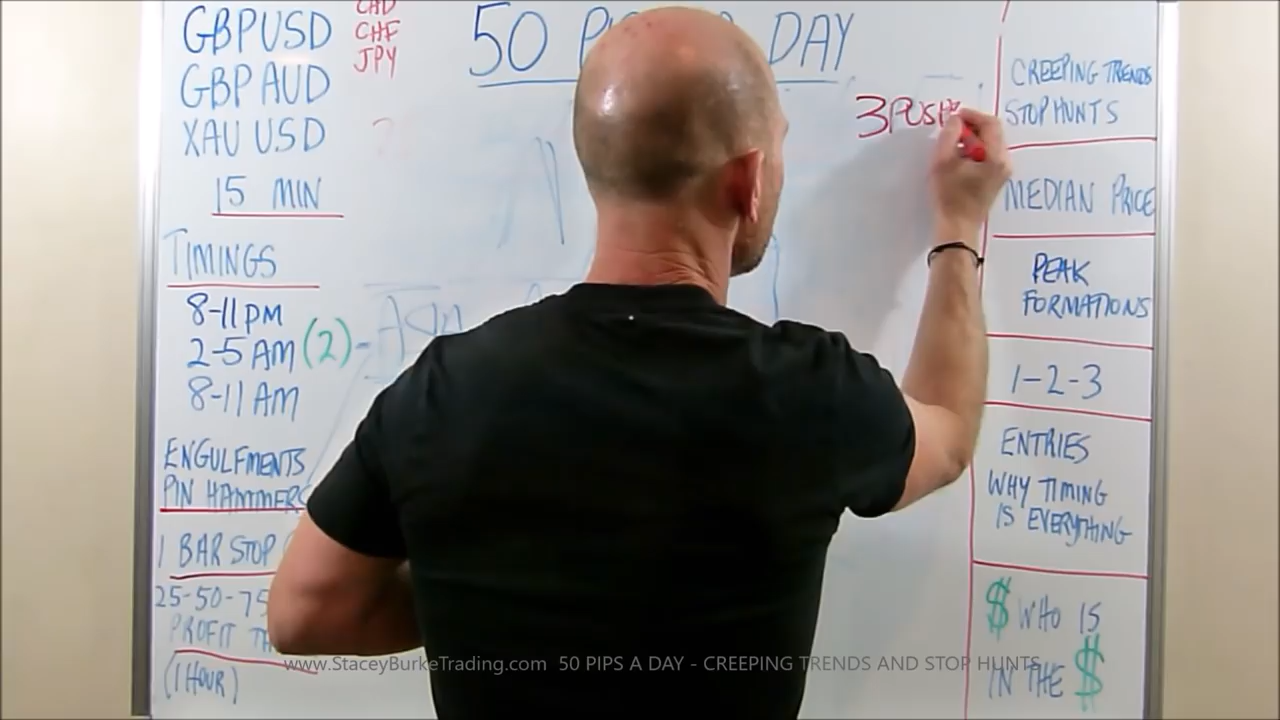 GBPUSD
GBP AUD
XAU USD
15 MIN
CAD
CHF
JPY
TIMINGS
8-11 PM
2-5 AM (2)-
8-11 AM
ENGULFMENTS
PIN HAMMERS
1 BAR STOP
25-50-75
PROFIT
(1 HOUR)
50 DAY
3 PUSH
CREEPING TRENDS
STOP HUNTS
MEDIAN PRICE
PEAK
FORMATIONS
1-2-3
ENTRIES
WHY TIMING
IS EVERYTHING
$ WHO IS
IN THE $
www.StaceyBurkeTrading.com 50 PIPS A DAY - CREEPING TRENDS AND STOP HUNTS